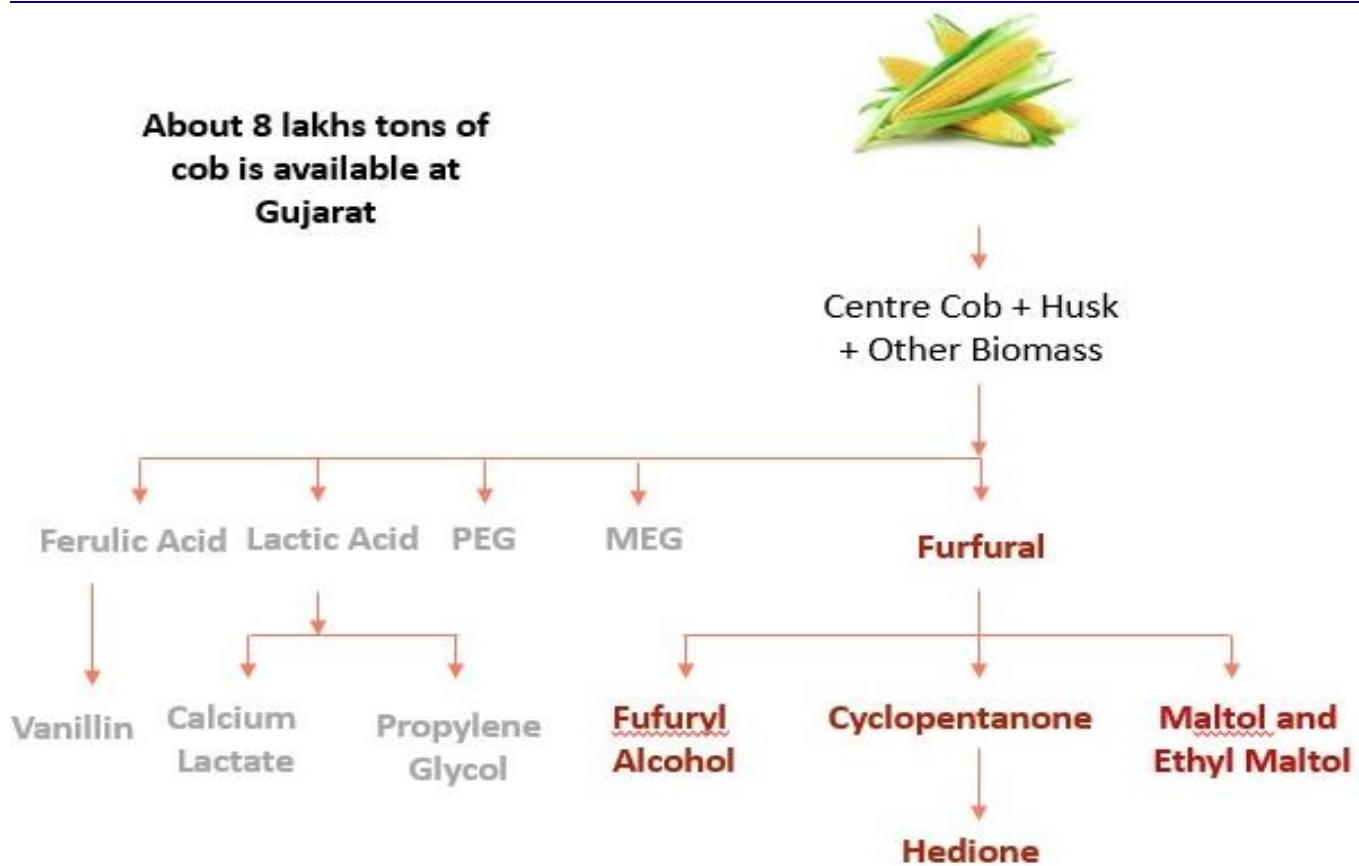 About 8 lakhs tons of
cob is available at
Gujarat
Centre Cob + Husk
+ Other Biomass
Ferulic Acid
Lactic Acid
PEG
MEG
Furfural
Vanillin
Calcium
Lactate
Propylene
Glycol
Fufuryl
Alcohol
Cyclopentanone
Maltol and
Ethyl Maltol
Hedione